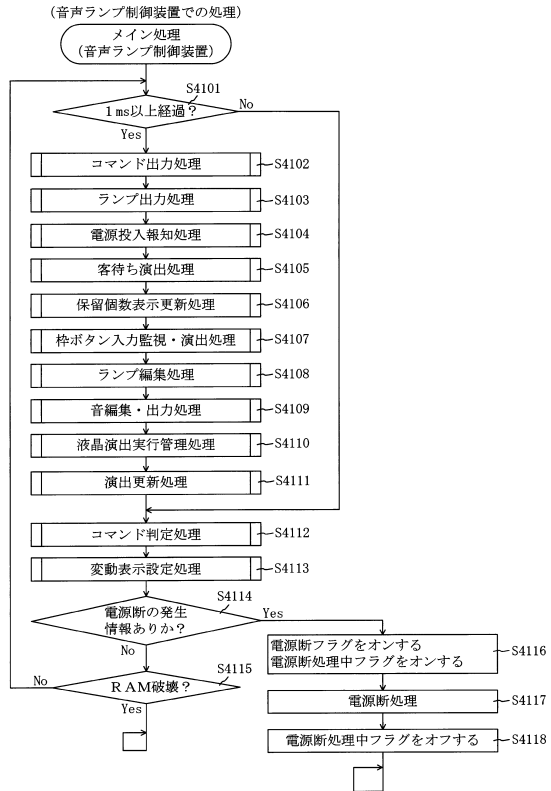 (音声ランプ制御装置での処理)
メイン処理
(音声ランプ制御装置)
S4101
1ms以上経過?
No
Yes
コマンド出力処理
S4102
ランプ出力処理
S4103
電源投入報知処理
S4104
客待ち演出処理
S4105
保留個数表示更新処理
S4106
枠ボタン入力監視・演出処理
S4107
ランプ編集処理
S4108
音編集・出力処理
S4109
液晶演出実行管理処理
S4110
演出更新処理
S4111
コマンド判定処理
S4112
変動表示設定処理
S4113
S4114
電源断の発生
情報ありか?
Yes
No
電源断フラグをオンする
電源断処理中フラグをオンする
S4116
S4115
RAM破壊?
No
Yes
電源断処理
S4117
電源断処理中フラグをオフする
S4118